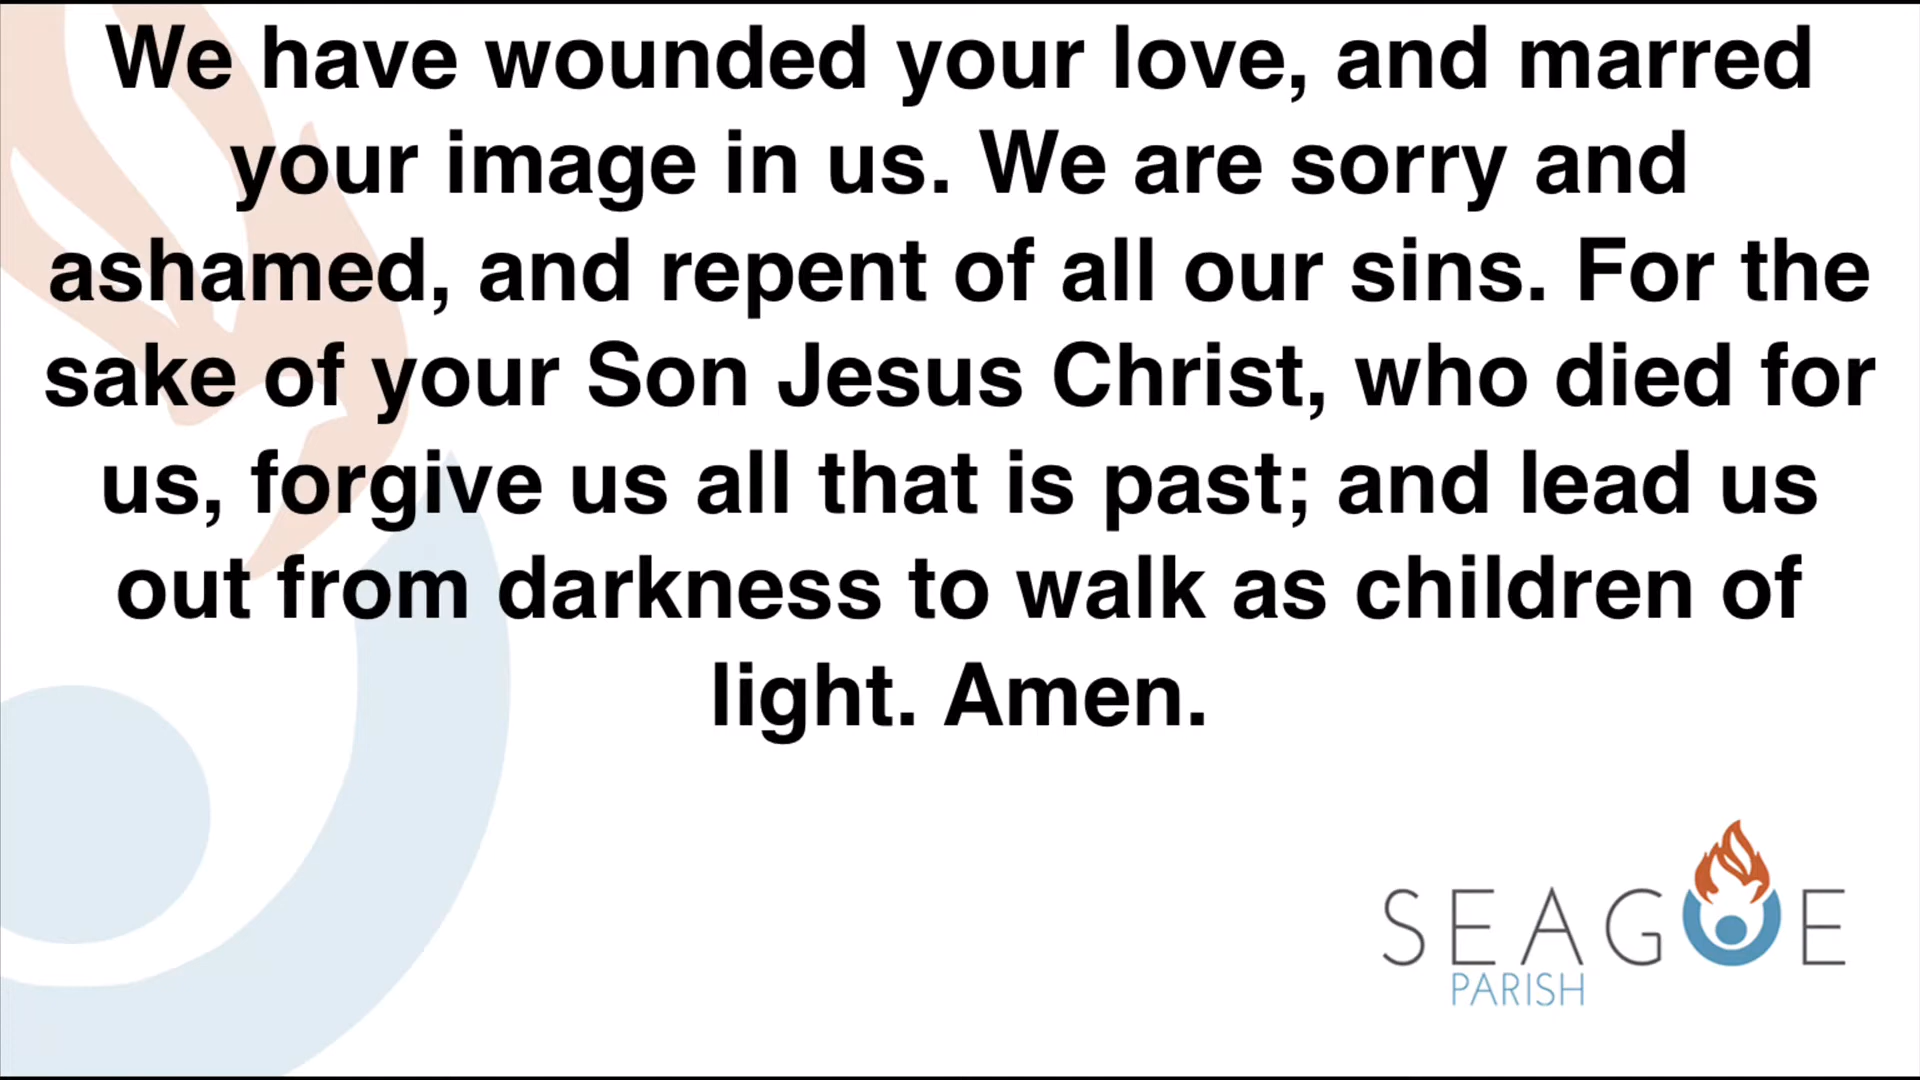 We have wounded your love, and marred
your image in us. We are sorry and
ashamed, and repent of all our sins. For the
sake of your Son Jesus Christ, who died for
us, forgive us all that is past; and lead us
out from darkness to walk as children of
light. Amen.
SEAGOE
PARISH